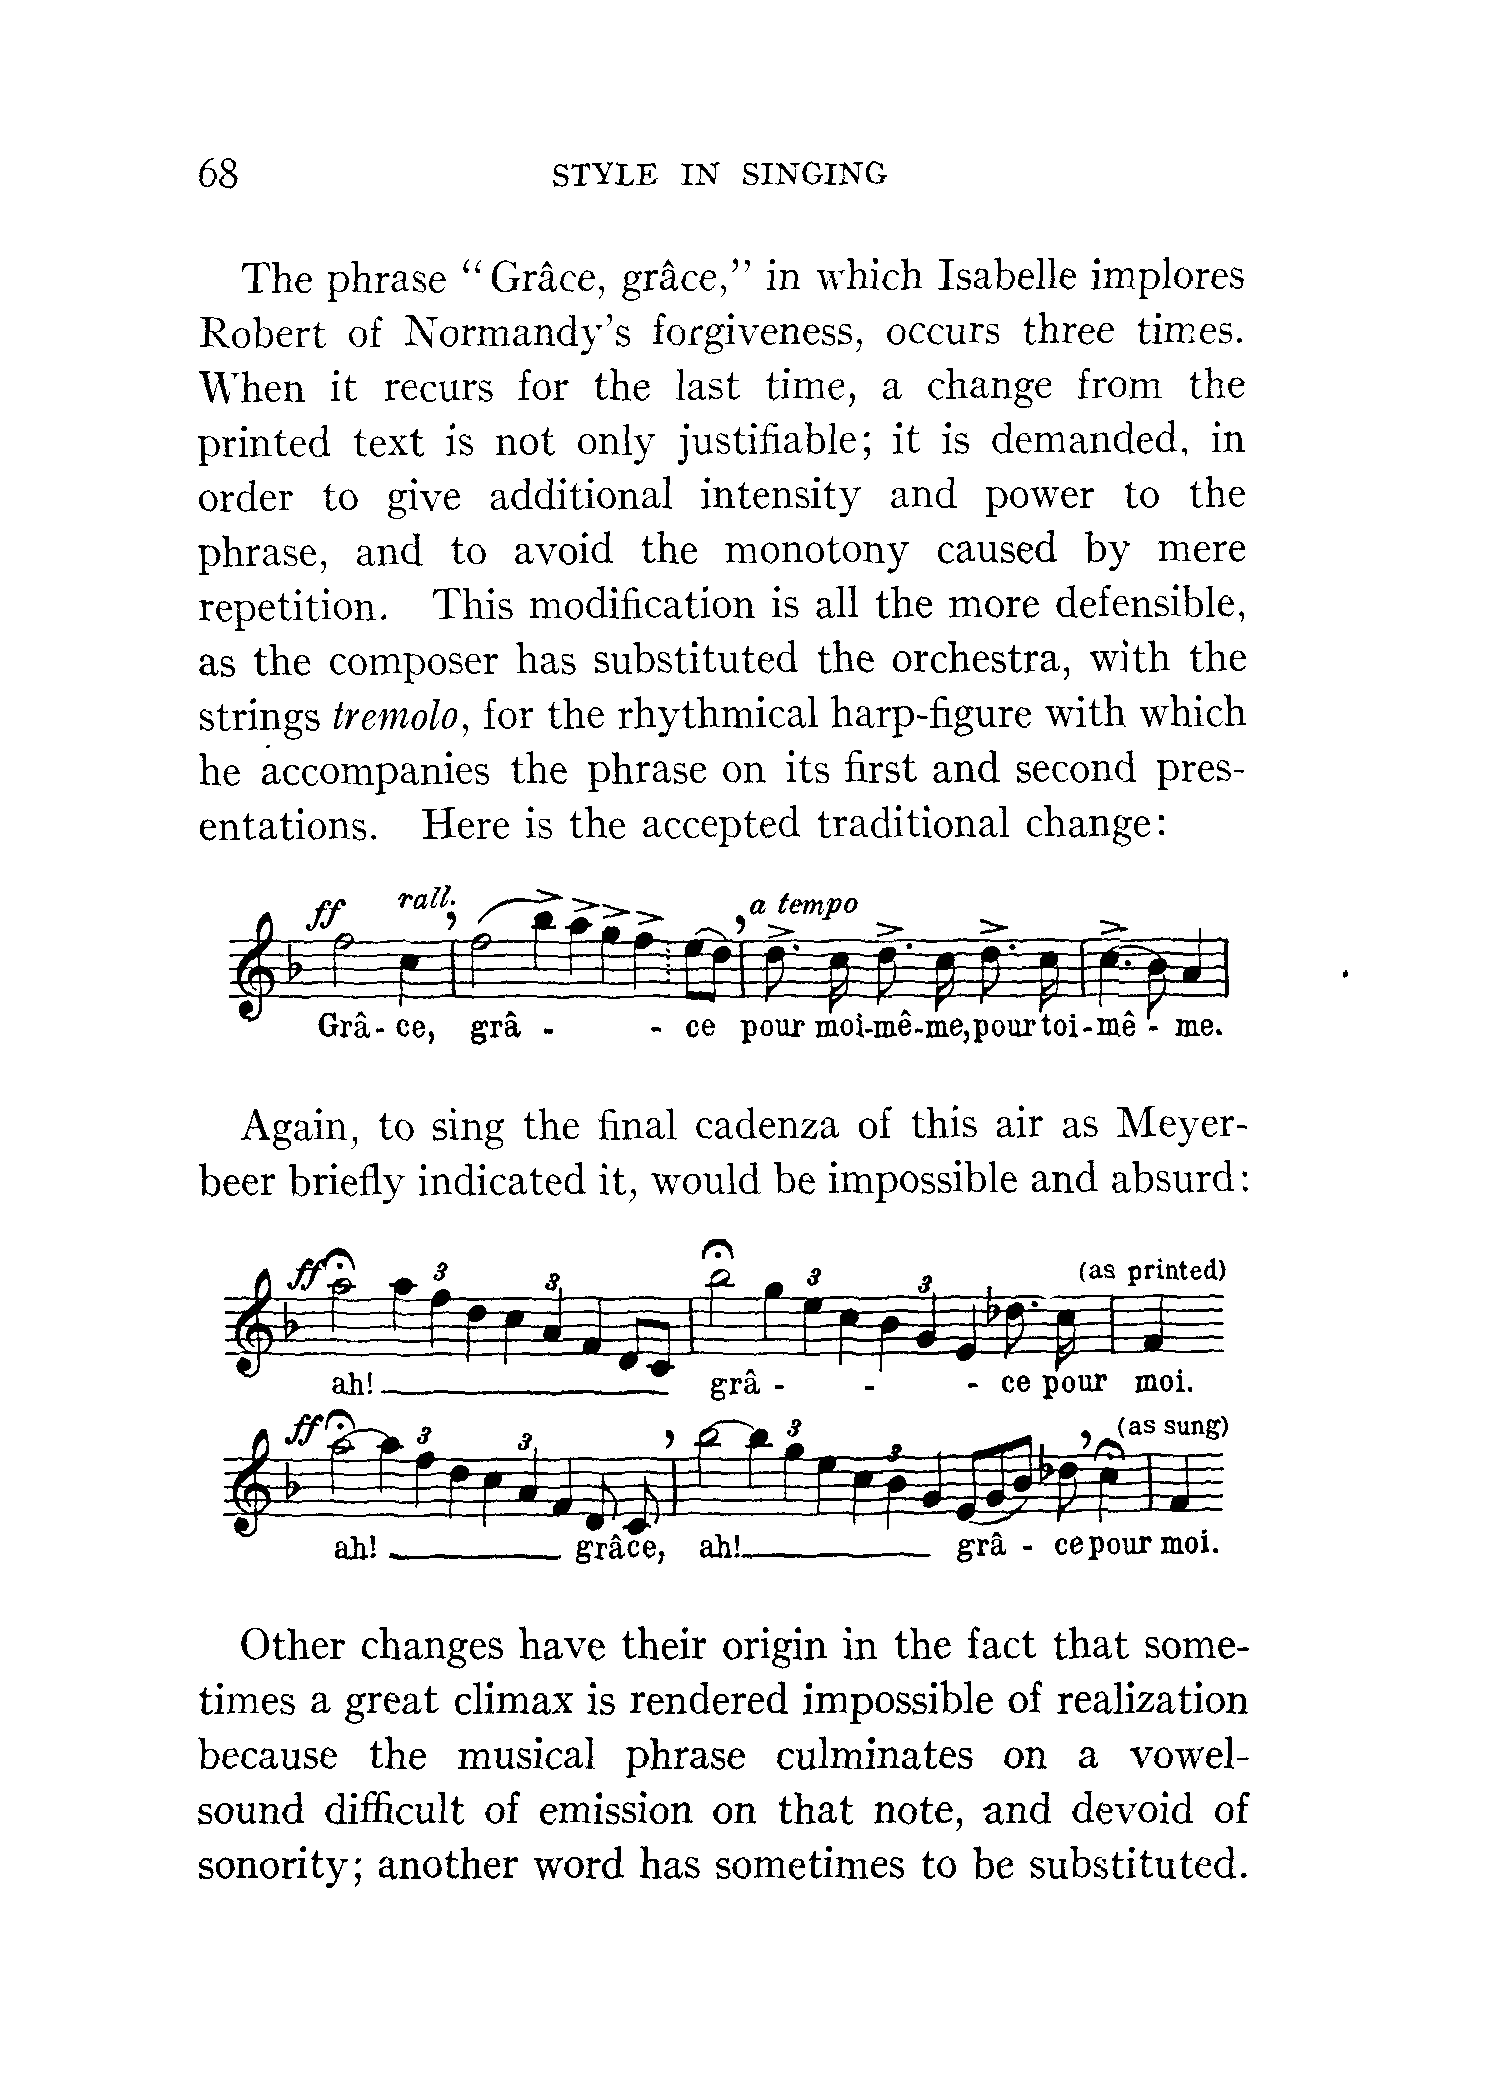 68 STYLE IN SINGING
The phrase “Grâce, grâce,” in which Isabelle implores
Robert of Normandy’s forgiveness, occurs three times.
When it recurs for the last time, a change from the
printed text is not only justifiable; it is demanded, in
order to give additional intensity and power to the
phrase, and to avoid the monotony caused by mere
repetition. This modification is all the more defensible,
as the composer has substituted the orchestra, with the
strings tremolo, for the rhythmical harp-figure with which
he accompanies the phrase on its first and second pres-
entations. Here is the accepted traditional change:
ff rall. a tempo
Grâ- ce, grâ - - ce pour moi-mê-me, pour toi-mê - me.
Again, to sing the final cadenza of this air as Meyer-
beer briefly indicated it, would be impossible and absurd:
ff 3 3 3 3 (as printed)
ah! grâ - - - ce pour moi.
ff 3 3 3 3 (as sung)
ah! grâce, ah! grâ - ce pour moi.
Other changes have their origin in the fact that some-
times a great climax is rendered impossible of realization
because the musical phrase culminates on a vowel-
sound difficult of emission on that note, and devoid of
sonority; another word has sometimes to be substituted.